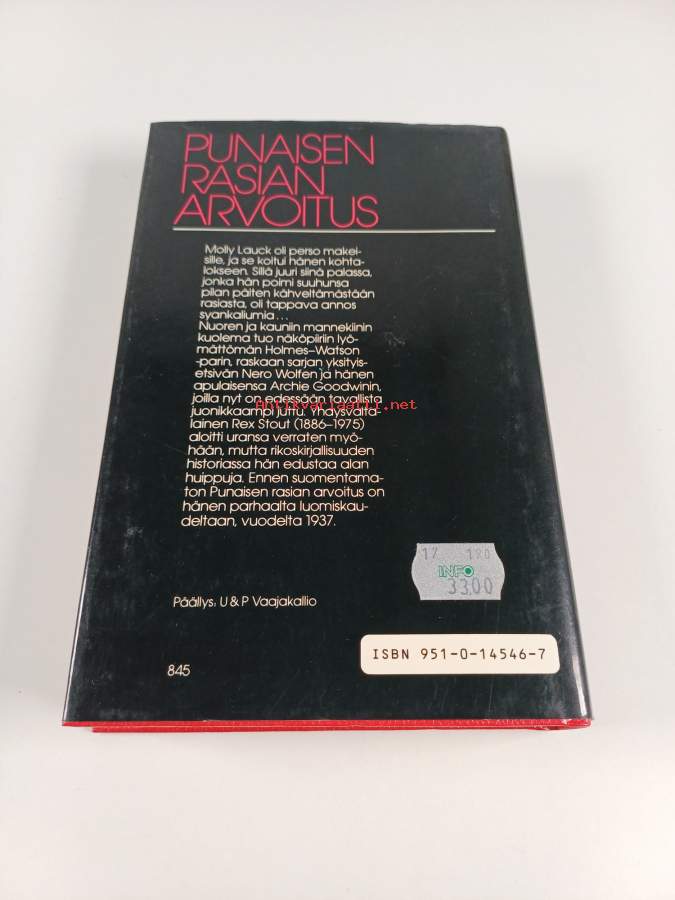 PUNAISEN
RASIAN
ARVOITUS
Molly Lauck oli perso makei-
sille, ja se koitui hänen kohta-
lokseen. Sillä juuri siinä palassa,
jonka hän poimi suuhunsa
pilan päiten kähveltämästään
rasiasta, oli tappava annos
syankaliumia...
Nuoren ja kauniin mannekiinin
kuolema tuo näköpiiriin lyö-
mättömän Holmes–Watson
-parin, raskaan sarjan yksityis-
etsivän Nero Wolfen ja hänen
apulaisensa Archie Goodwinin,
joilla nyt on edessään tavallista
juonikkaampi juttu. Yhdysvalta-
lainen Rex Stout (1886–1975)
aloitti uransa verraten myö-
hään, mutta rikoskirjallisuuden
historiassa hän edustaa alan
huippuja. Ennen suomentama-
ton Punaisen rasian arvoitus on
hänen parhaalta luomiskau-
deltaan, vuodelta 1937.
Antikvariaatti.net
17 190
INFO
33.00
Päällys: U & P Vaajakallio
ISBN 951-0-14546-7
845